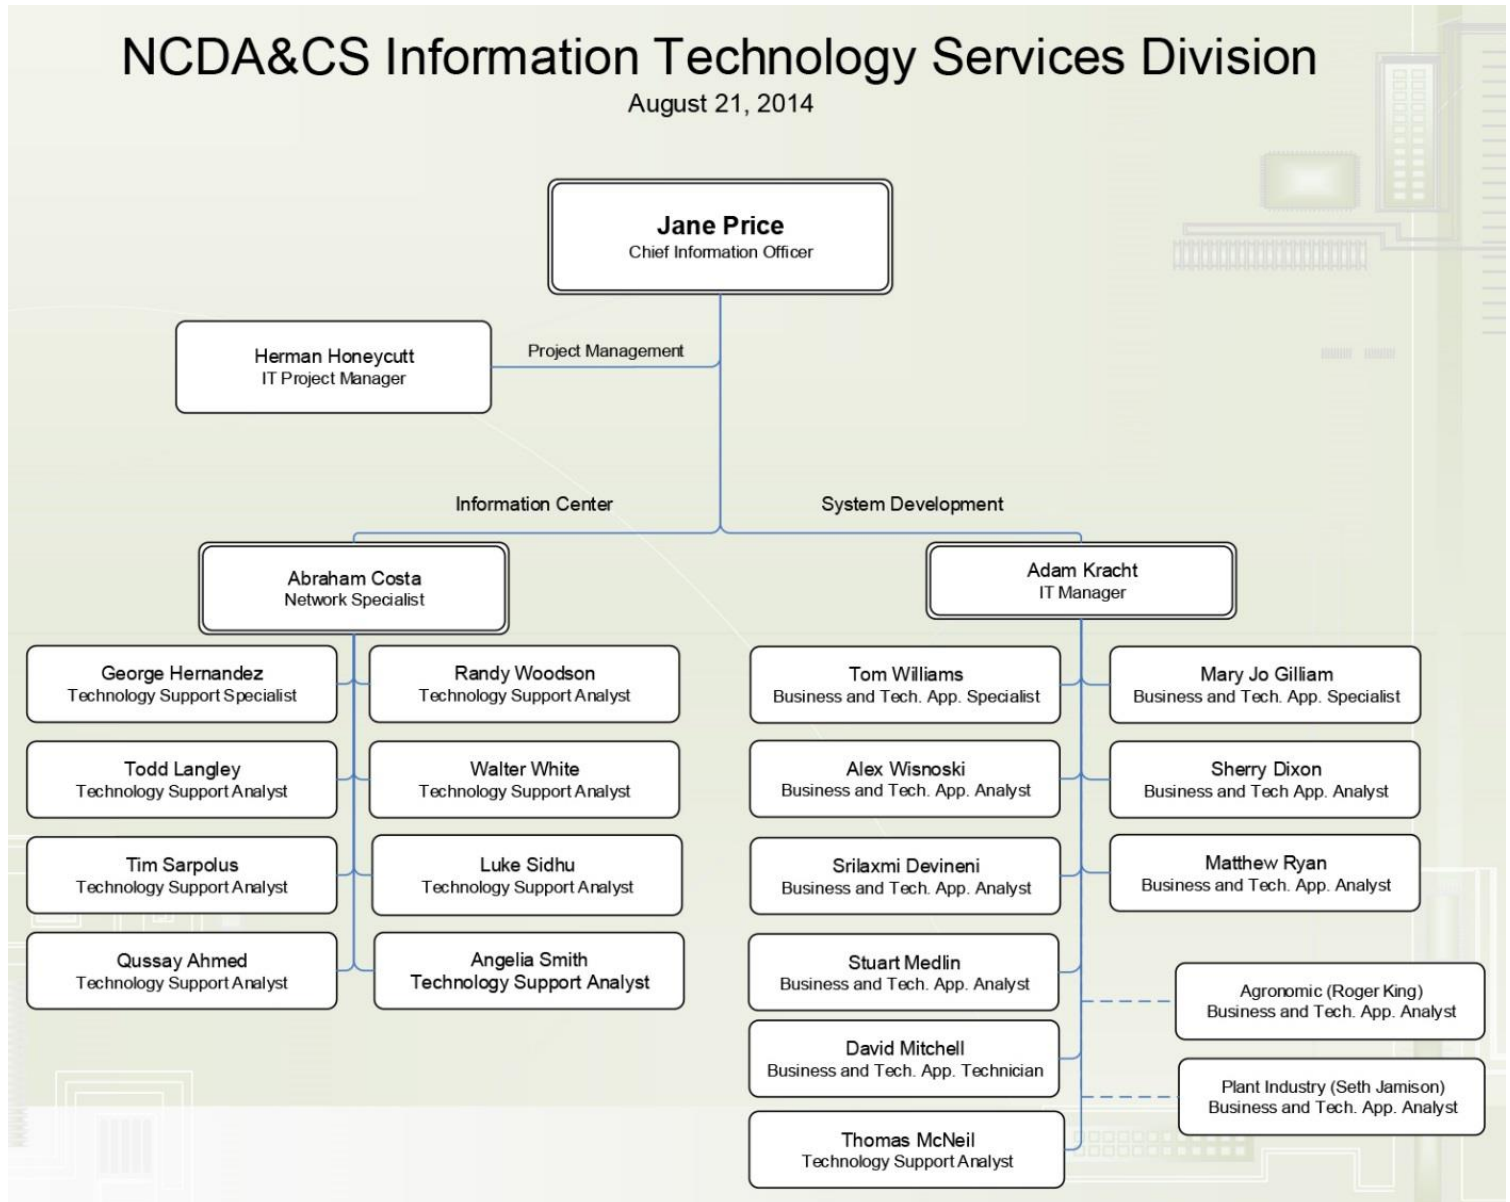 NCDA&CS Information Technology Services Division
August 21, 2014
Jane Price
Chief Information Officer
Herman Honeycutt
IT Project Manager
Project Management
Information Center
System Development
Abraham Costa
Network Specialist
Adam Kracht
IT Manager
George Hernandez
Technology Support Specialist
Randy Woodson
Technology Support Analyst
Todd Langley
Technology Support Analyst
Walter White
Technology Support Analyst
Tim Sarpolus
Technology Support Analyst
Luke Sidhu
Technology Support Analyst
Qussay Ahmed
Technology Support Analyst
Angelia Smith
Technology Support Analyst
Tom Williams
Business and Tech. App. Specialist
Mary Jo Gilliam
Business and Tech. App. Specialist
Alex Wisnoski
Business and Tech. App. Analyst
Sherry Dixon
Business and Tech App. Analyst
Srilaxmi Devineni
Business and Tech. App. Analyst
Matthew Ryan
Business and Tech. App. Analyst
Stuart Medlin
Business and Tech. App. Analyst
Agronomic (Roger King)
Business and Tech. App. Analyst
David Mitchell
Business and Tech. App. Technician
Plant Industry (Seth Jamison)
Business and Tech. App. Analyst
Thomas McNeil
Technology Support Analyst